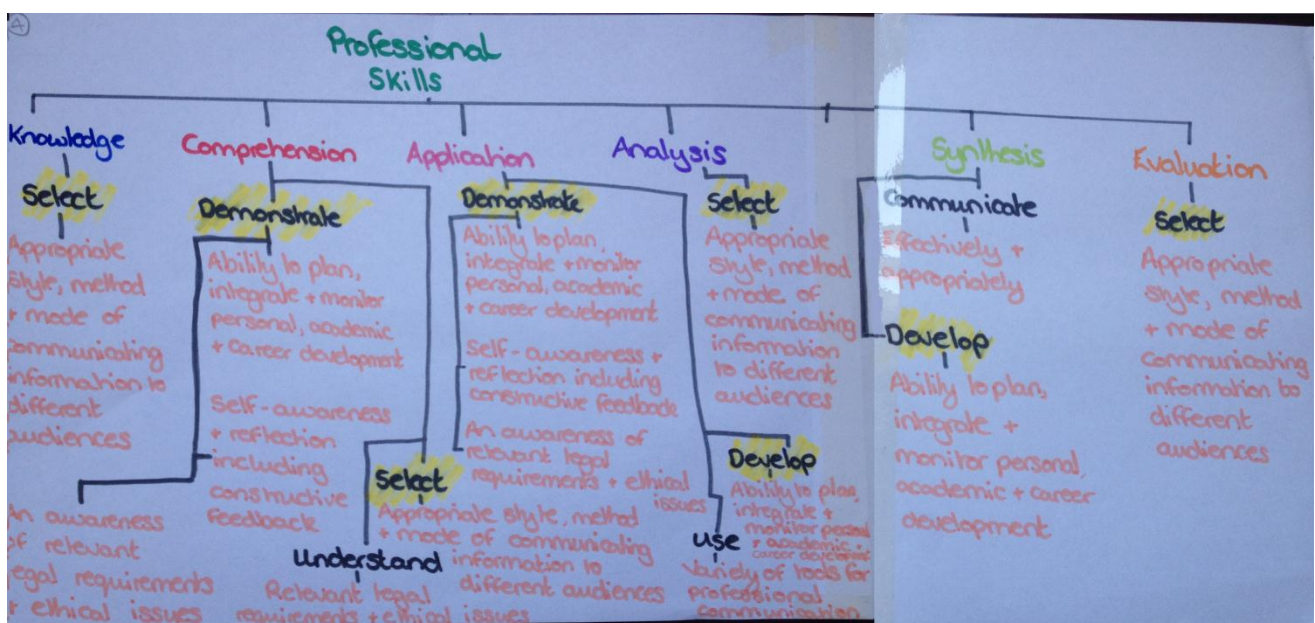 A
Professional
Skills
Knowledge
Select
Appropriate
style, method
+ mode of
communicating
information to
different
audiences
Comprehension
Demonstrate
Ability to plan,
integrate + monitor
personal, academic
+ career development
Self-awareness
+ reflection
including
constructive
feedback
An awareness
of relevant
legal requirements
+ ethical issues
Select
Appropriate style, method
+ mode of communicating
information to
different audiences
Understand
Relevant legal
requirements + ethical issues
Application
Demonstrate
Ability to plan,
integrate + monitor
personal, academic
+ career development
Self-awareness +
reflection including
constructive feedback
An awareness of
relevant legal
requirements + ethical
issues
Develop
Ability to plan,
integrate +
monitor personal
+ academic +
career development
use
Variety of tools for
professional
communication
Analysis
Select
Appropriate
style, method
+ mode of
communicating
information
to different
audiences
Synthesis
Communicate
Effectively +
appropriately
Develop
Ability to plan,
integrate +
monitor personal,
academic + career
development
Evaluation
Select
Appropriate
style, method
+ mode of
communicating
information to
different
audiences